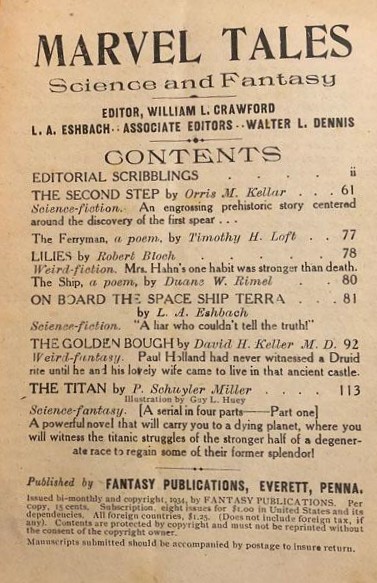 MARVEL TALES
Science and Fantasy
EDITOR, WILLIAM L. CRAWFORD
L. A. ESHBACH - - ASSOCIATE EDITORS - - WALTER L. DENNIS
CONTENTS
EDITORIAL SCRIBBLINGS . . . . ii
THE SECOND STEP by Orris M. Kellar . . . 61
Science-fiction. An engrossing prehistoric story centered
around the discovery of the first spear . . .
The Ferryman, a poem, by Timothy H. Loft . . 77
LILIES by Robert Bloch . . . . . 78
Weird-fiction. Mrs. Hahn's one habit was stronger than death.
The Ship, a poem, by Duane W. Rimel . . 80
ON BOARD THE SPACE SHIP TERRA . . . 81
by L. A. Eshbach
Science-fiction. "A liar who couldn't tell the truth!"
THE GOLDEN BOUGH by David H. Keller M. D. 92
Weird-fantasy. Paul Holland had never witnessed a Druid
rite until he and his lovely wife came to live in that ancient castle.
THE TITAN by P. Schuyler Miller . . . . 113
Illustration by Guy L. Huey
Science-fantasy. [A serial in four parts——Part one]
A powerful novel that will carry you to a dying planet, where you
will witness the titanic struggles of the stronger half of a degener-
ate race to regain some of their former splendor!
Published by FANTASY PUBLICATIONS, EVERETT, PENNA.
Issued bi-monthly and copyright, 1934, by FANTASY PUBLICATIONS. Per
copy, 15 cents. Subscription, eight issues for $1.00 in United States and its
dependencies. All foreign countries, $1.25. (Does not include foreign tax, if
any). Contents are protected by copyright and must not be reprinted without
the consent of the copyright owner.
Manuscripts submitted should be accompanied by postage to insure return.